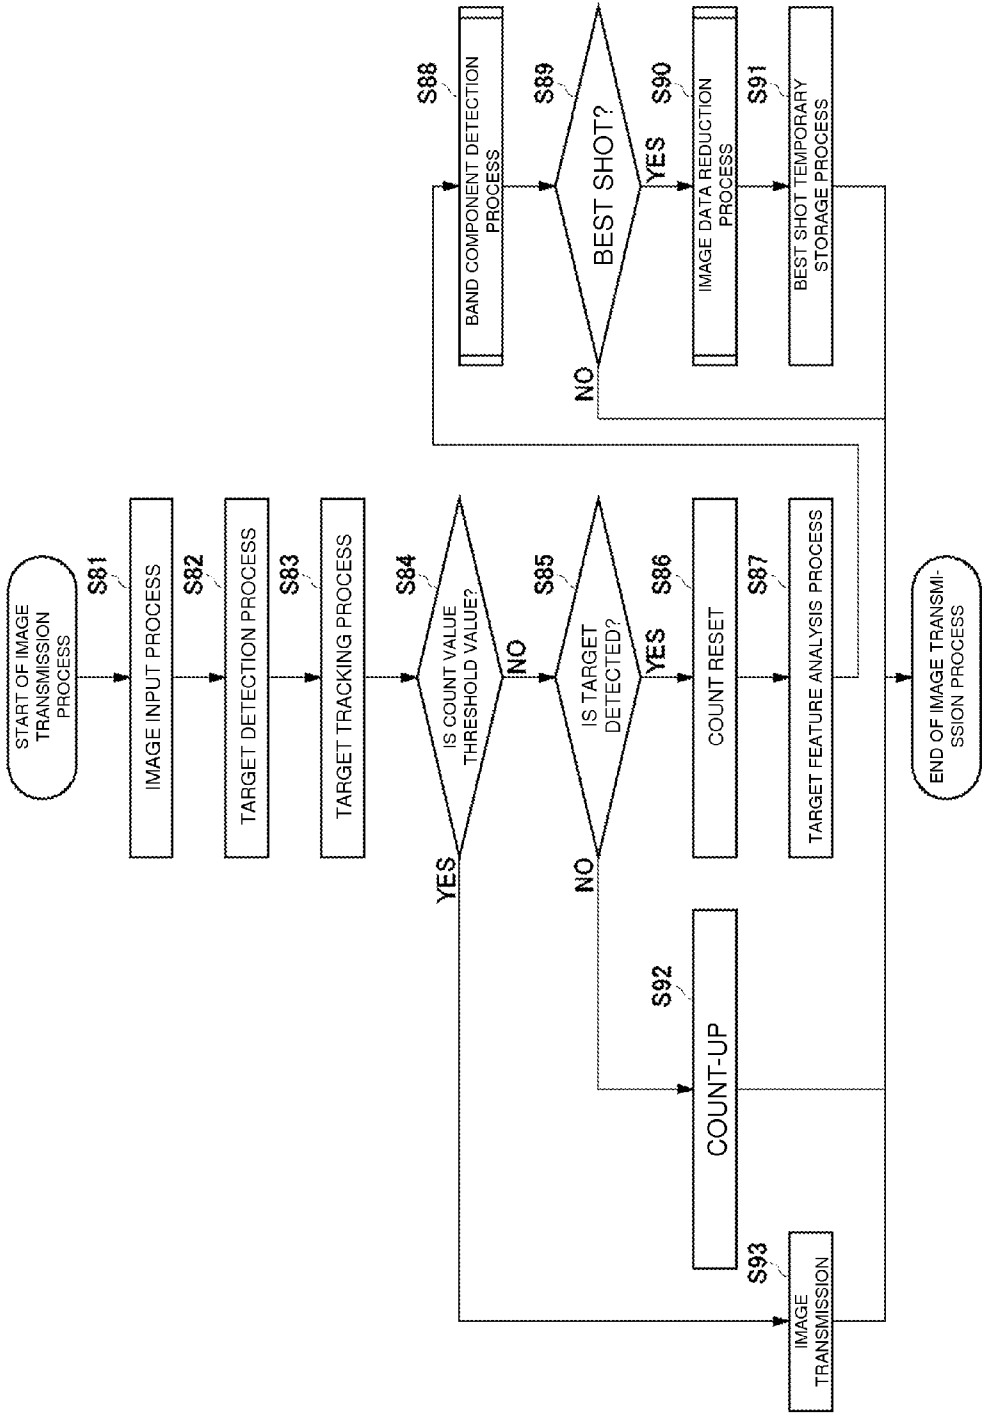 START OF IMAGE
TRANSMISSION
PROCESS
S81
IMAGE INPUT PROCESS
S82
TARGET DETECTION PROCESS
S83
TARGET TRACKING PROCESS
S84
IS COUNT VALUE
THRESHOLD VALUE?
YES
NO
S85
IS TARGET
DETECTED?
NO
YES
S86
COUNT RESET
S87
TARGET FEATURE ANALYSIS PROCESS
S88
BAND COMPONENT DETECTION
PROCESS
S89
BEST SHOT?
NO
YES
S90
IMAGE DATA REDUCTION
PROCESS
S91
BEST SHOT TEMPORARY
STORAGE PROCESS
S92
COUNT-UP
S93
IMAGE
TRANSMISSION
END OF IMAGE TRANSMI-
SSION PROCESS